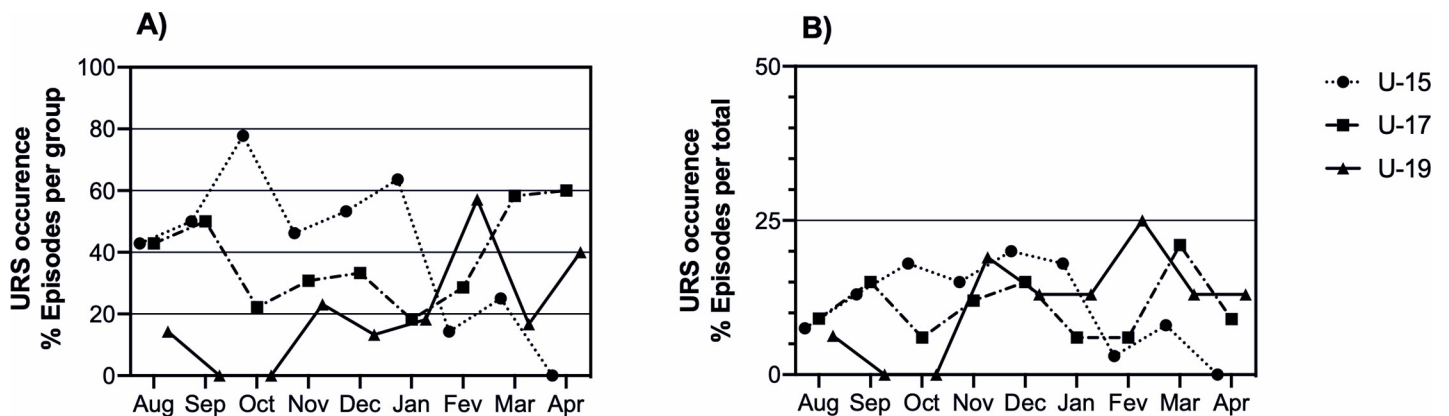 A)
URS occurence
% Episodes per group
100
80
60
40
20
0
Aug Sep Oct Nov Dec Jan Fev Mar Apr
B)
URS occurence
% Episodes per total
50
25
0
Aug Sep Oct Nov Dec Jan Fev Mar Apr
U-15
U-17
U-19